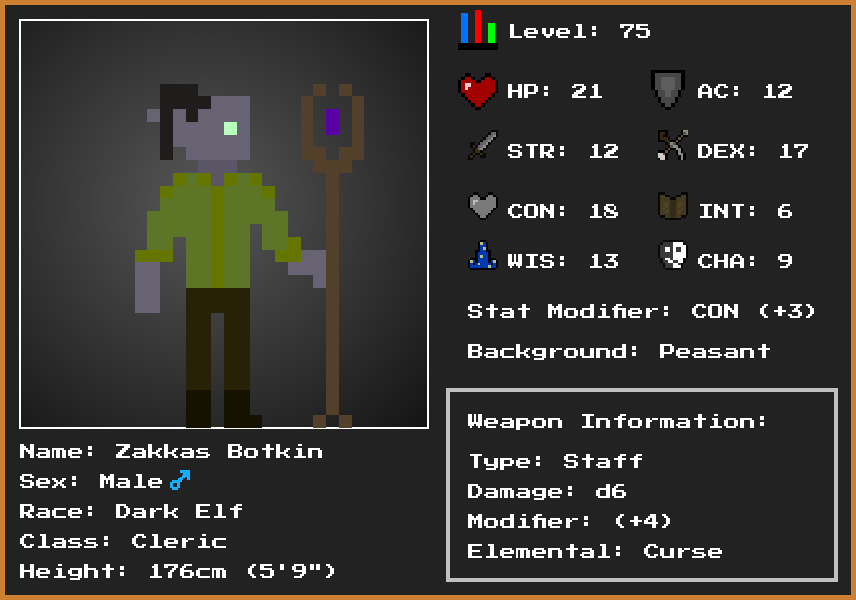 Level: 75
HP: 21
AC: 12
STR: 12
DEX: 17
CON: 18
INT: 6
WIS: 13
CHA: 9
Stat Modifier: CON (+3)
Background: Peasant
Weapon Information:
Type: Staff
Damage: d6
Modifier: (+4)
Elemental: Curse
Name: Zakkas Botkin
Sex: Male ♂
Race: Dark Elf
Class: Cleric
Height: 176cm (5'9")